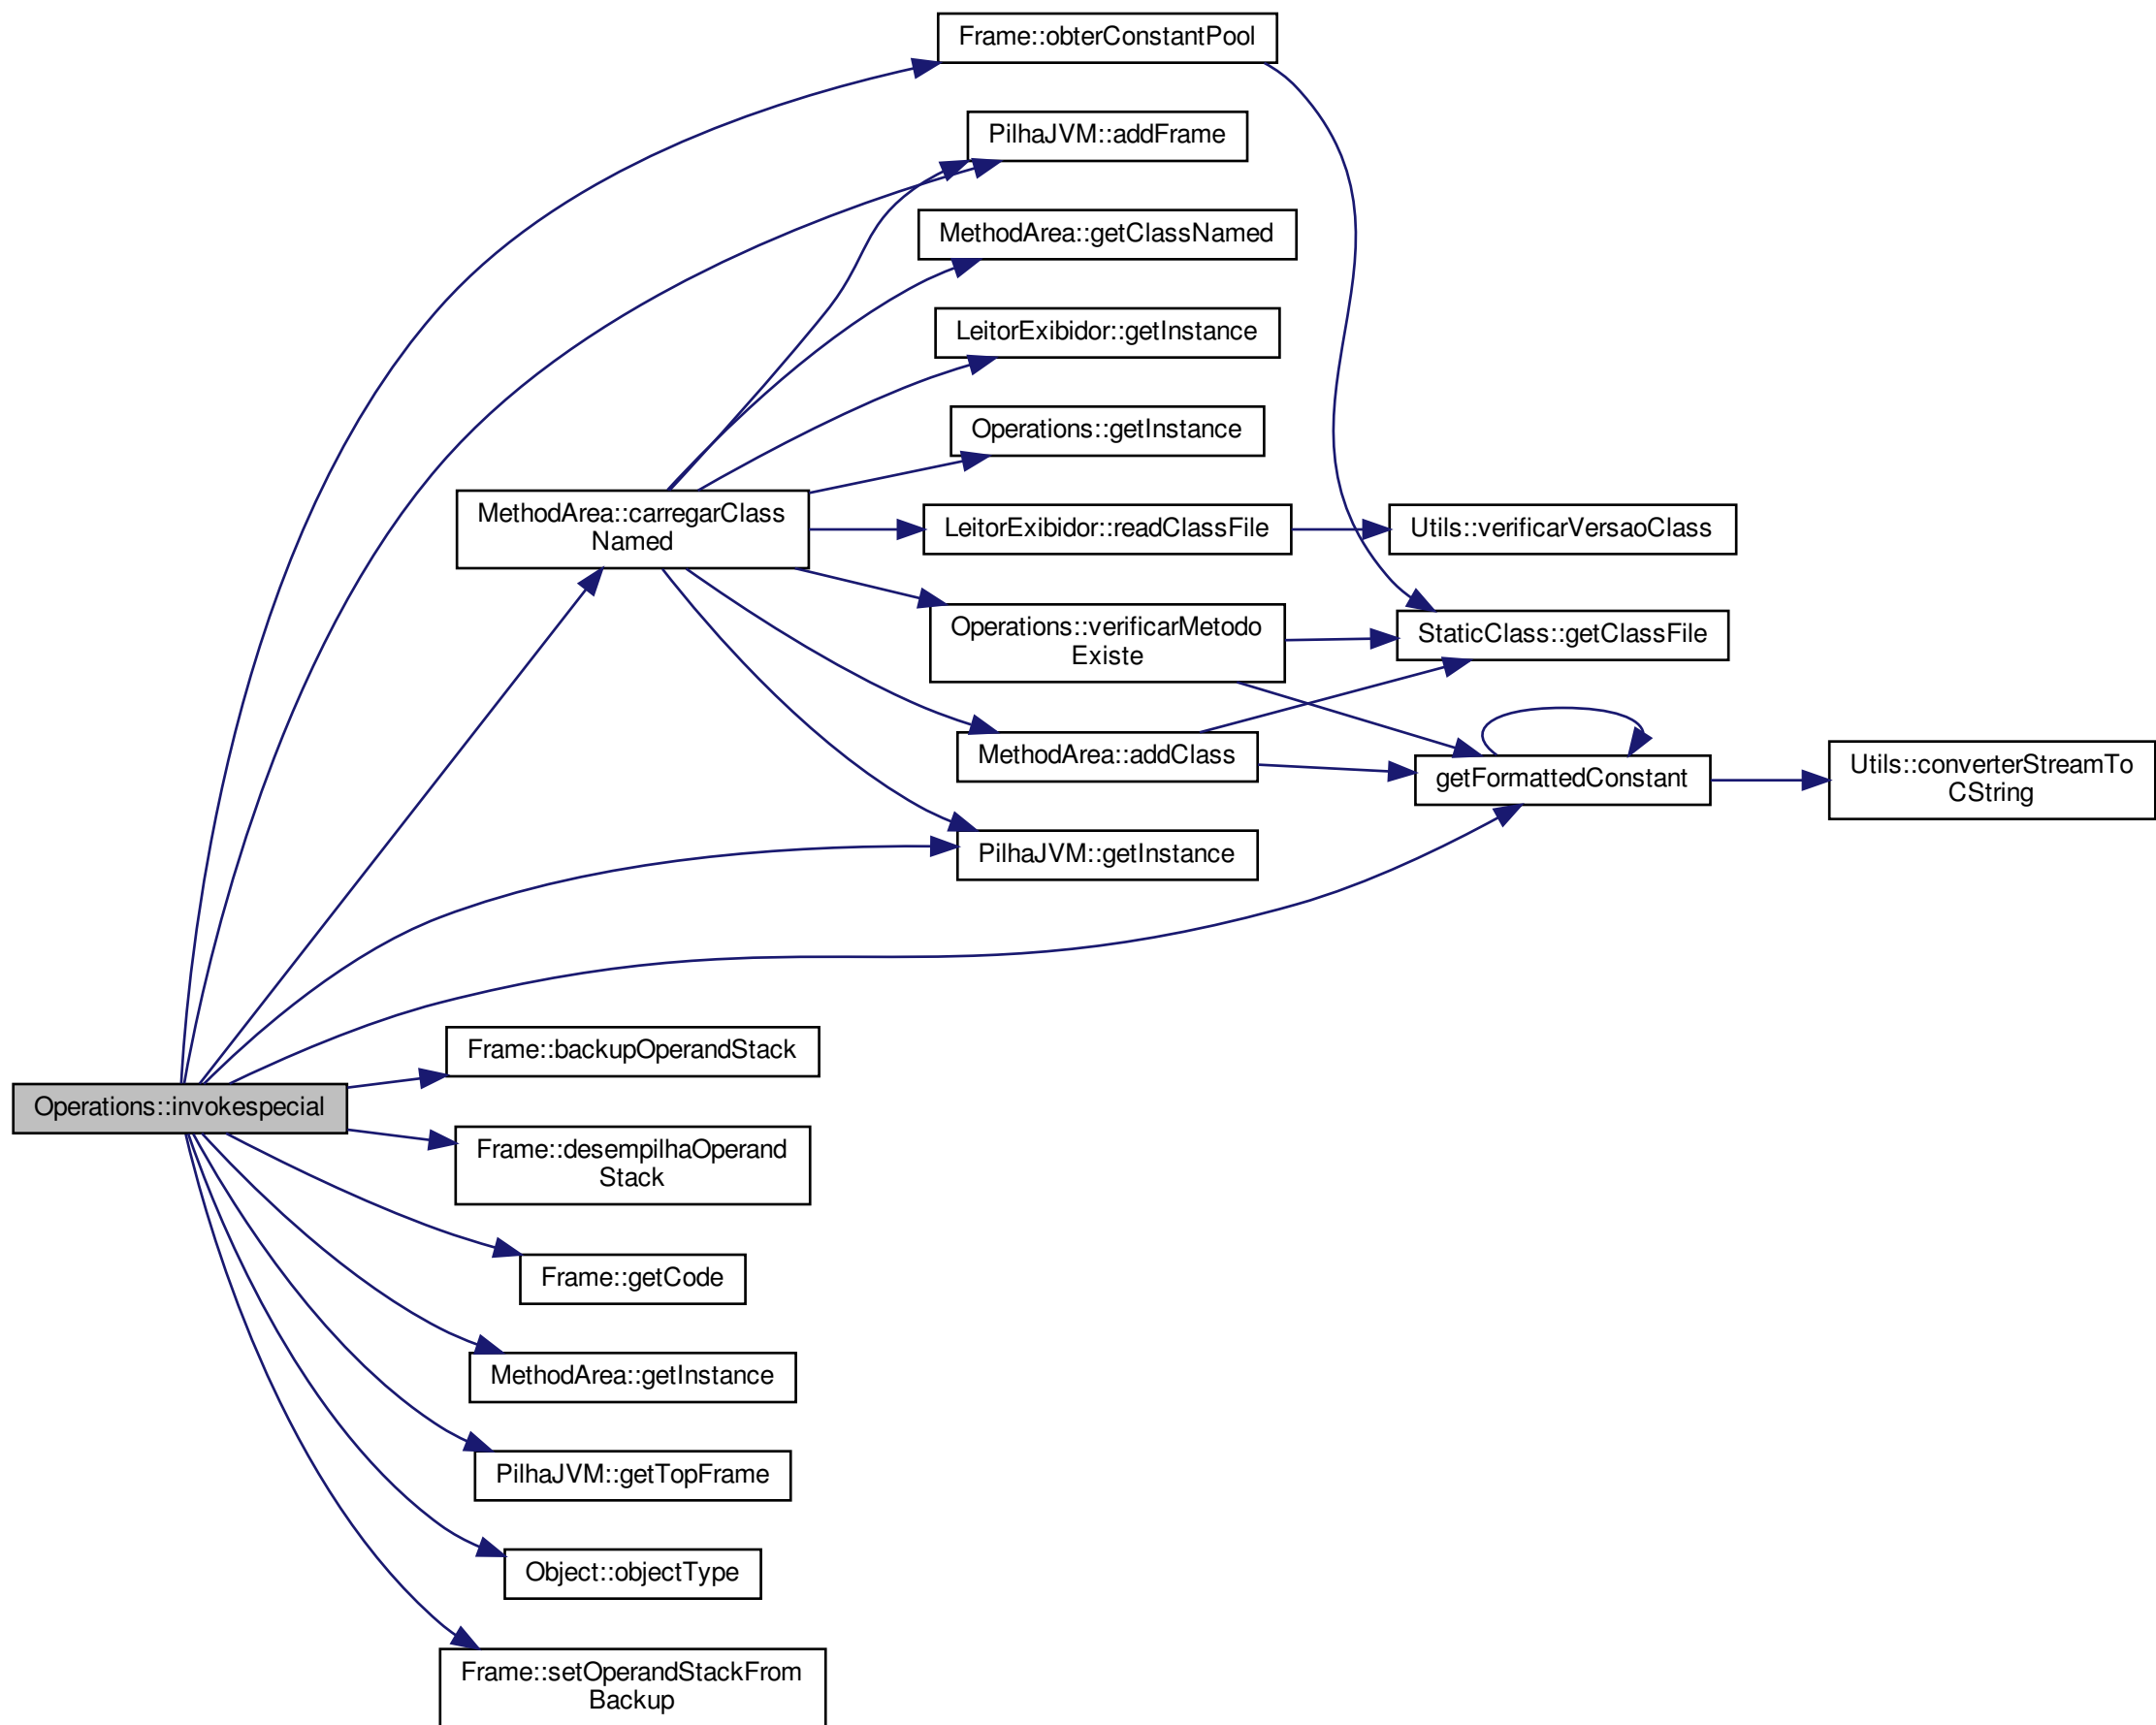 Frame::obterConstantPool
PilhaJVM::addFrame
MethodArea::getClassNamed
LeitorExibidor::getInstance
Operations::getInstance
MethodArea::carregarClass
Named
LeitorExibidor::readClassFile
Utils::verificarVersaoClass
Operations::verificarMetodo
Existe
StaticClass::getClassFile
MethodArea::addClass
getFormattedConstant
Utils::converterStreamTo
CString
PilhaJVM::getInstance
Frame::backupOperandStack
Operations::invokespecial
Frame::desempilhaOperand
Stack
Frame::getCode
MethodArea::getInstance
PilhaJVM::getTopFrame
Object::objectType
Frame::setOperandStackFrom
Backup